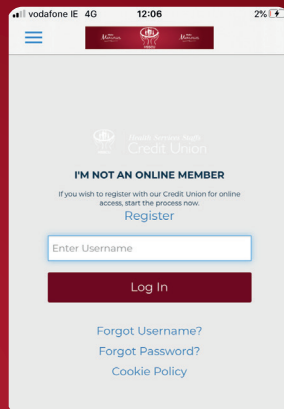 vodafone IE 4G 12:06 2%
Credit Union
I'M NOT AN ONLINE MEMBER
If you wish to register with our Credit Union for online
access, start the process now.
Register
Enter Username
Log In
Forgot Username?
Forgot Password?
Cookie Policy